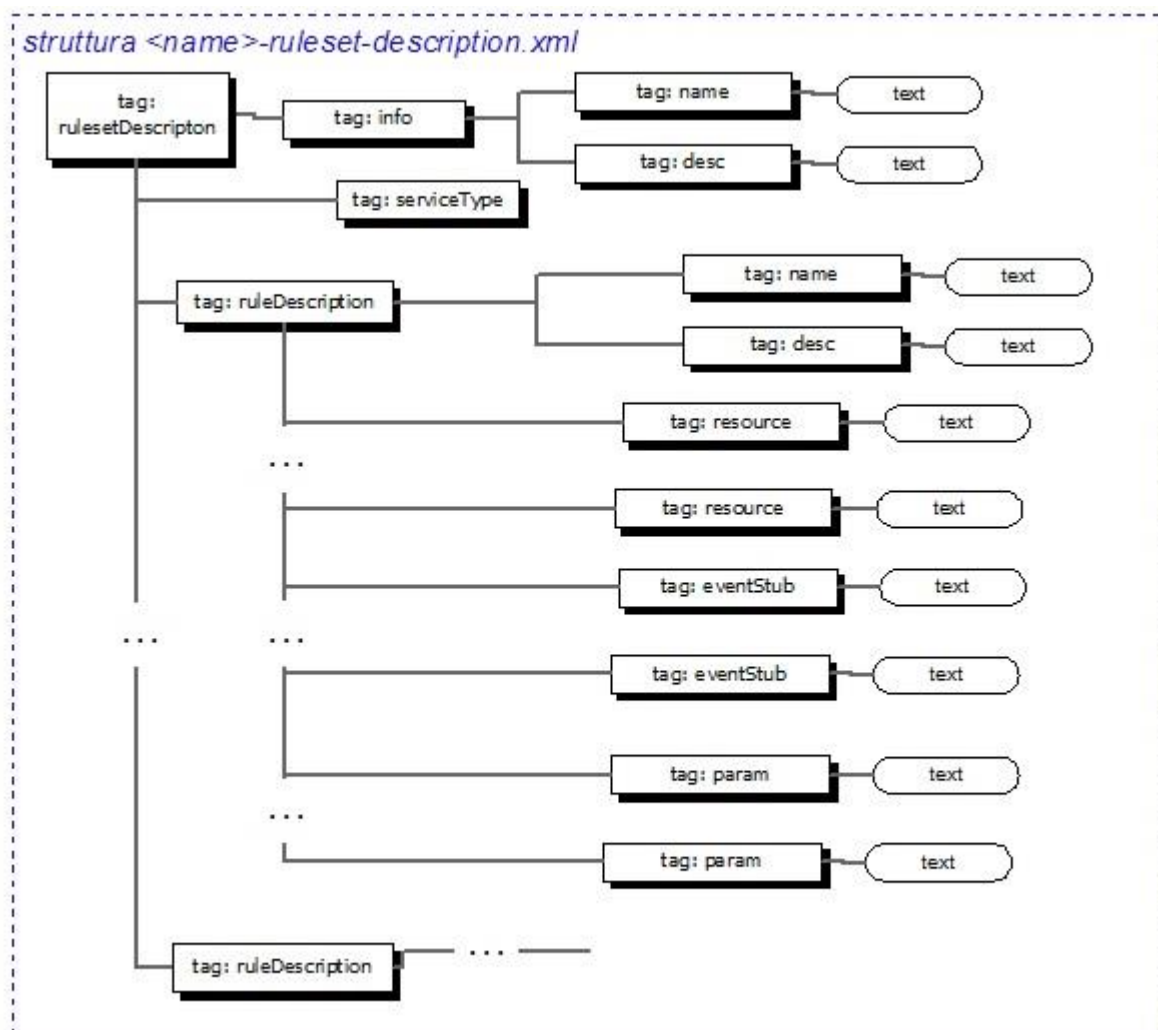 struttura <name>-ruleset-description.xml
tag:
rulesetDescripton
tag: info
tag: name
text
tag: desc
text
tag: serviceType
tag: ruleDescription
tag: name
text
tag: desc
text
tag: resource
text
...
tag: resource
text
tag: eventStub
text
...
...
tag: eventStub
text
tag: param
text
...
tag: param
text
tag: ruleDescription
...